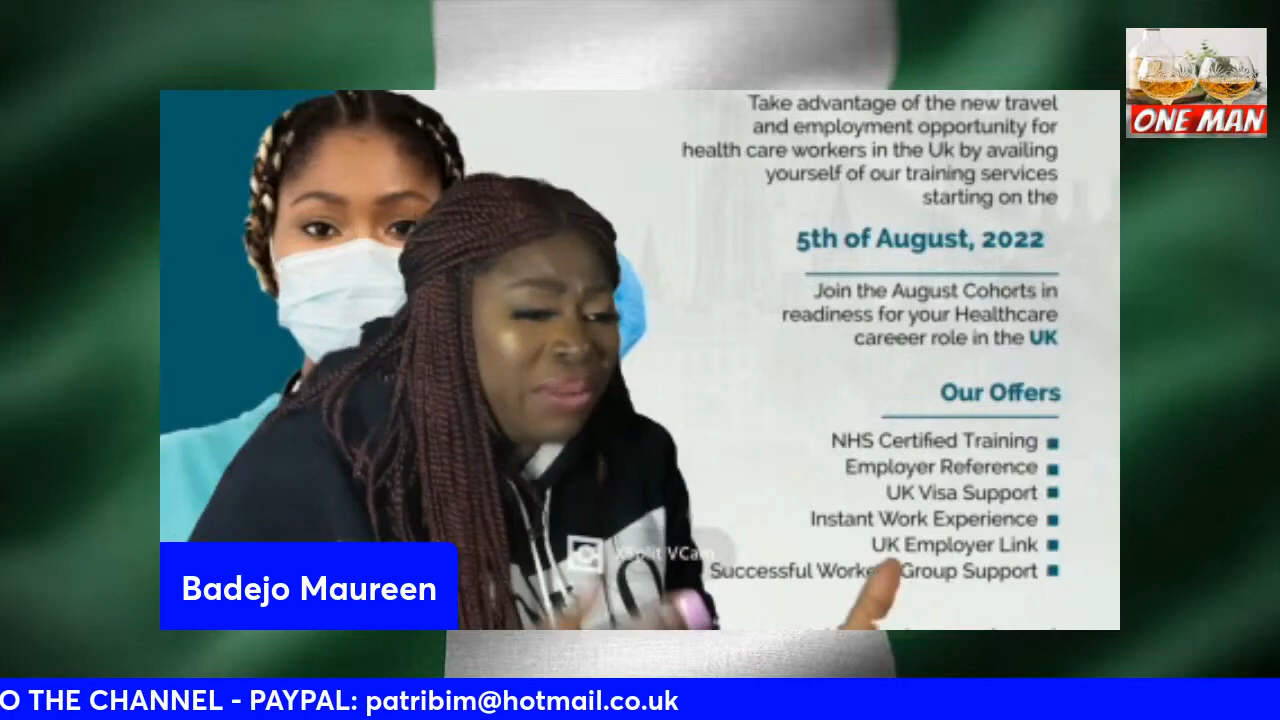 ONE MAN
Take advantage of the new travel
and employment opportunity for
health care workers in the Uk by availing
yourself of our training services
starting on the
5th of August, 2022
Join the August Cohorts in
readiness for your Healthcare
careeer role in the UK
Our Offers
NHS Certified Training
Employer Reference
UK Visa Support
Instant Work Experience
UK Employer Link
XSplit VCam
Successful Worke Group Support
Badejo Maureen
O THE CHANNEL - PAYPAL: patribim@hotmail.co.uk